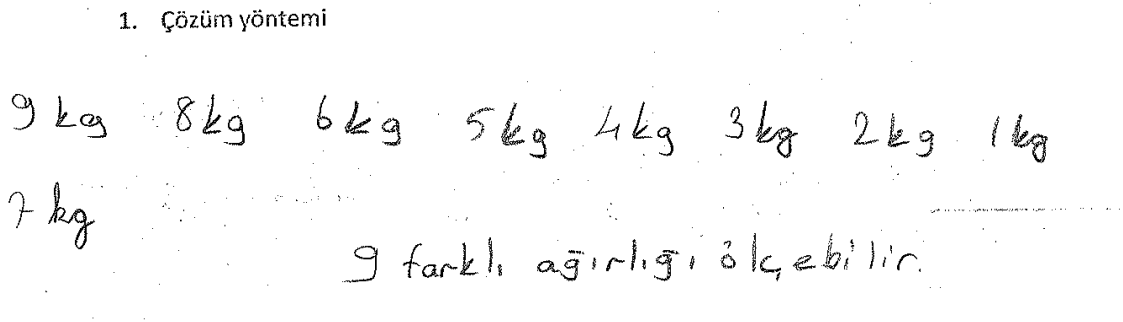 1. Çözüm yöntemi
9 kg 8 kg 6 kg 5 kg 4 kg 3 kg 2 kg 1 kg
7 kg
9 farklı ağırlığı ölçebilir.